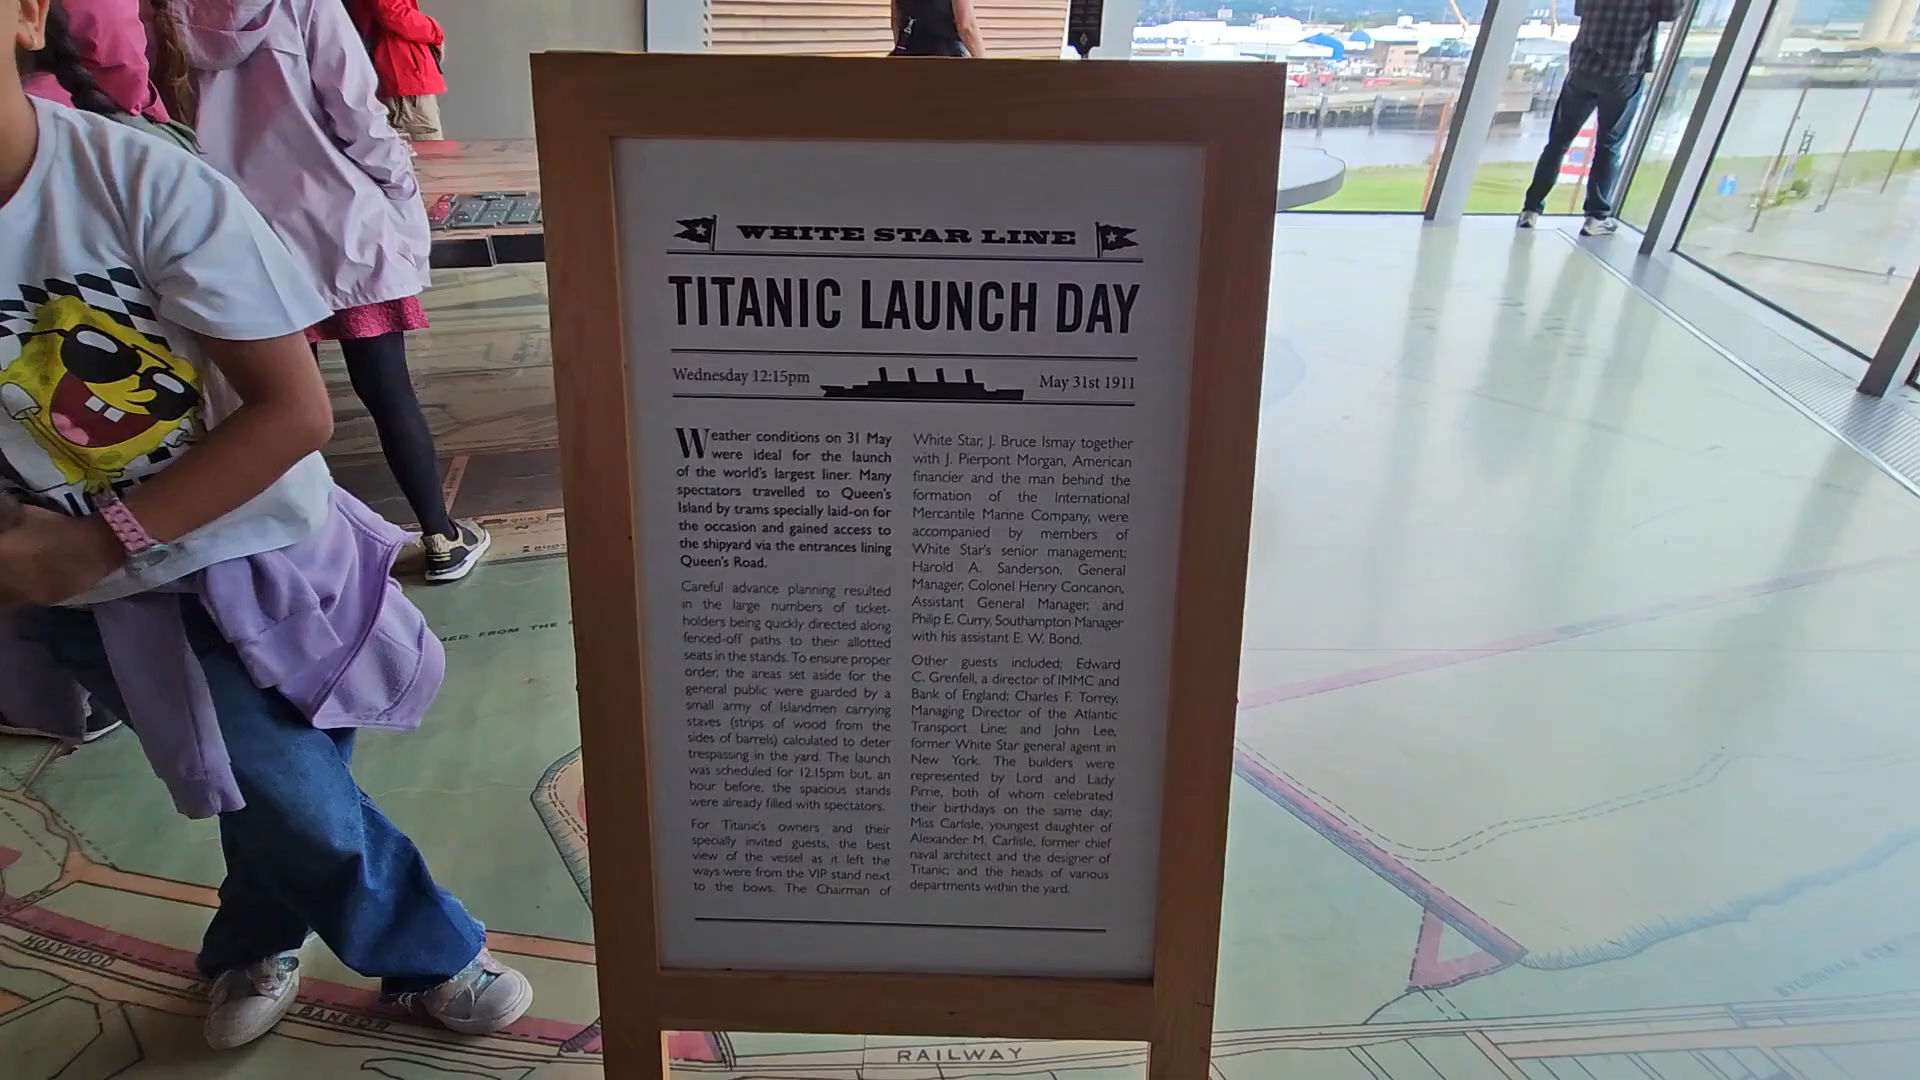 WHITE STAR LINE
TITANIC LAUNCH DAY
Wednesday 12:15pm
May 31st 1911
Weather conditions on 31 May
were ideal for the launch
of the world's largest liner. Many
spectators travelled to Queen's
Island by trams specially laid-on for
the occasion and gained access to
the shipyard via the entrances lining
Queen's Road.
Careful advance planning resulted
in the large numbers of ticket-
holders being quickly directed along
fenced-off paths to their allotted
seats in the stands. To ensure proper
order, the areas set aside for the
general public were guarded by a
small army of Islandmen carrying
staves (strips of wood from the
sides of barrels) calculated to deter
trespassing in the yard. The launch
was scheduled for 12.15pm but, an
hour before, the spacious stands
were already filled with spectators.
For Titanic's owners and their
specially invited guests, the best
view of the vessel as it left the
ways were from the VIP stand next
to the bows. The Chairman of
White Star, J. Bruce Ismay together
with J. Pierpont Morgan, American
financier and the man behind the
formation of the International
Mercantile Marine Company, were
accompanied by members of
White Star's senior management;
Harold A. Sanderson, General
Manager, Colonel Henry Concanon,
Assistant General Manager, and
Philip E. Curry, Southampton Manager
with his assistant E. W. Bond.
Other guests included; Edward
C. Grenfell, a director of IMMC and
Bank of England; Charles F. Torrey,
Managing Director of the Atlantic
Transport Line; and John Lee,
former White Star general agent in
New York. The builders were
represented by Lord and Lady
Pirrie, both of whom celebrated
their birthdays on the same day;
Miss Carlisle, youngest daughter of
Alexander M. Carlisle, former chief
naval architect and the designer of
Titanic; and the heads of various
departments within the yard.
FROM THE
HOLYWOOD
BANGOR
RAILWAY